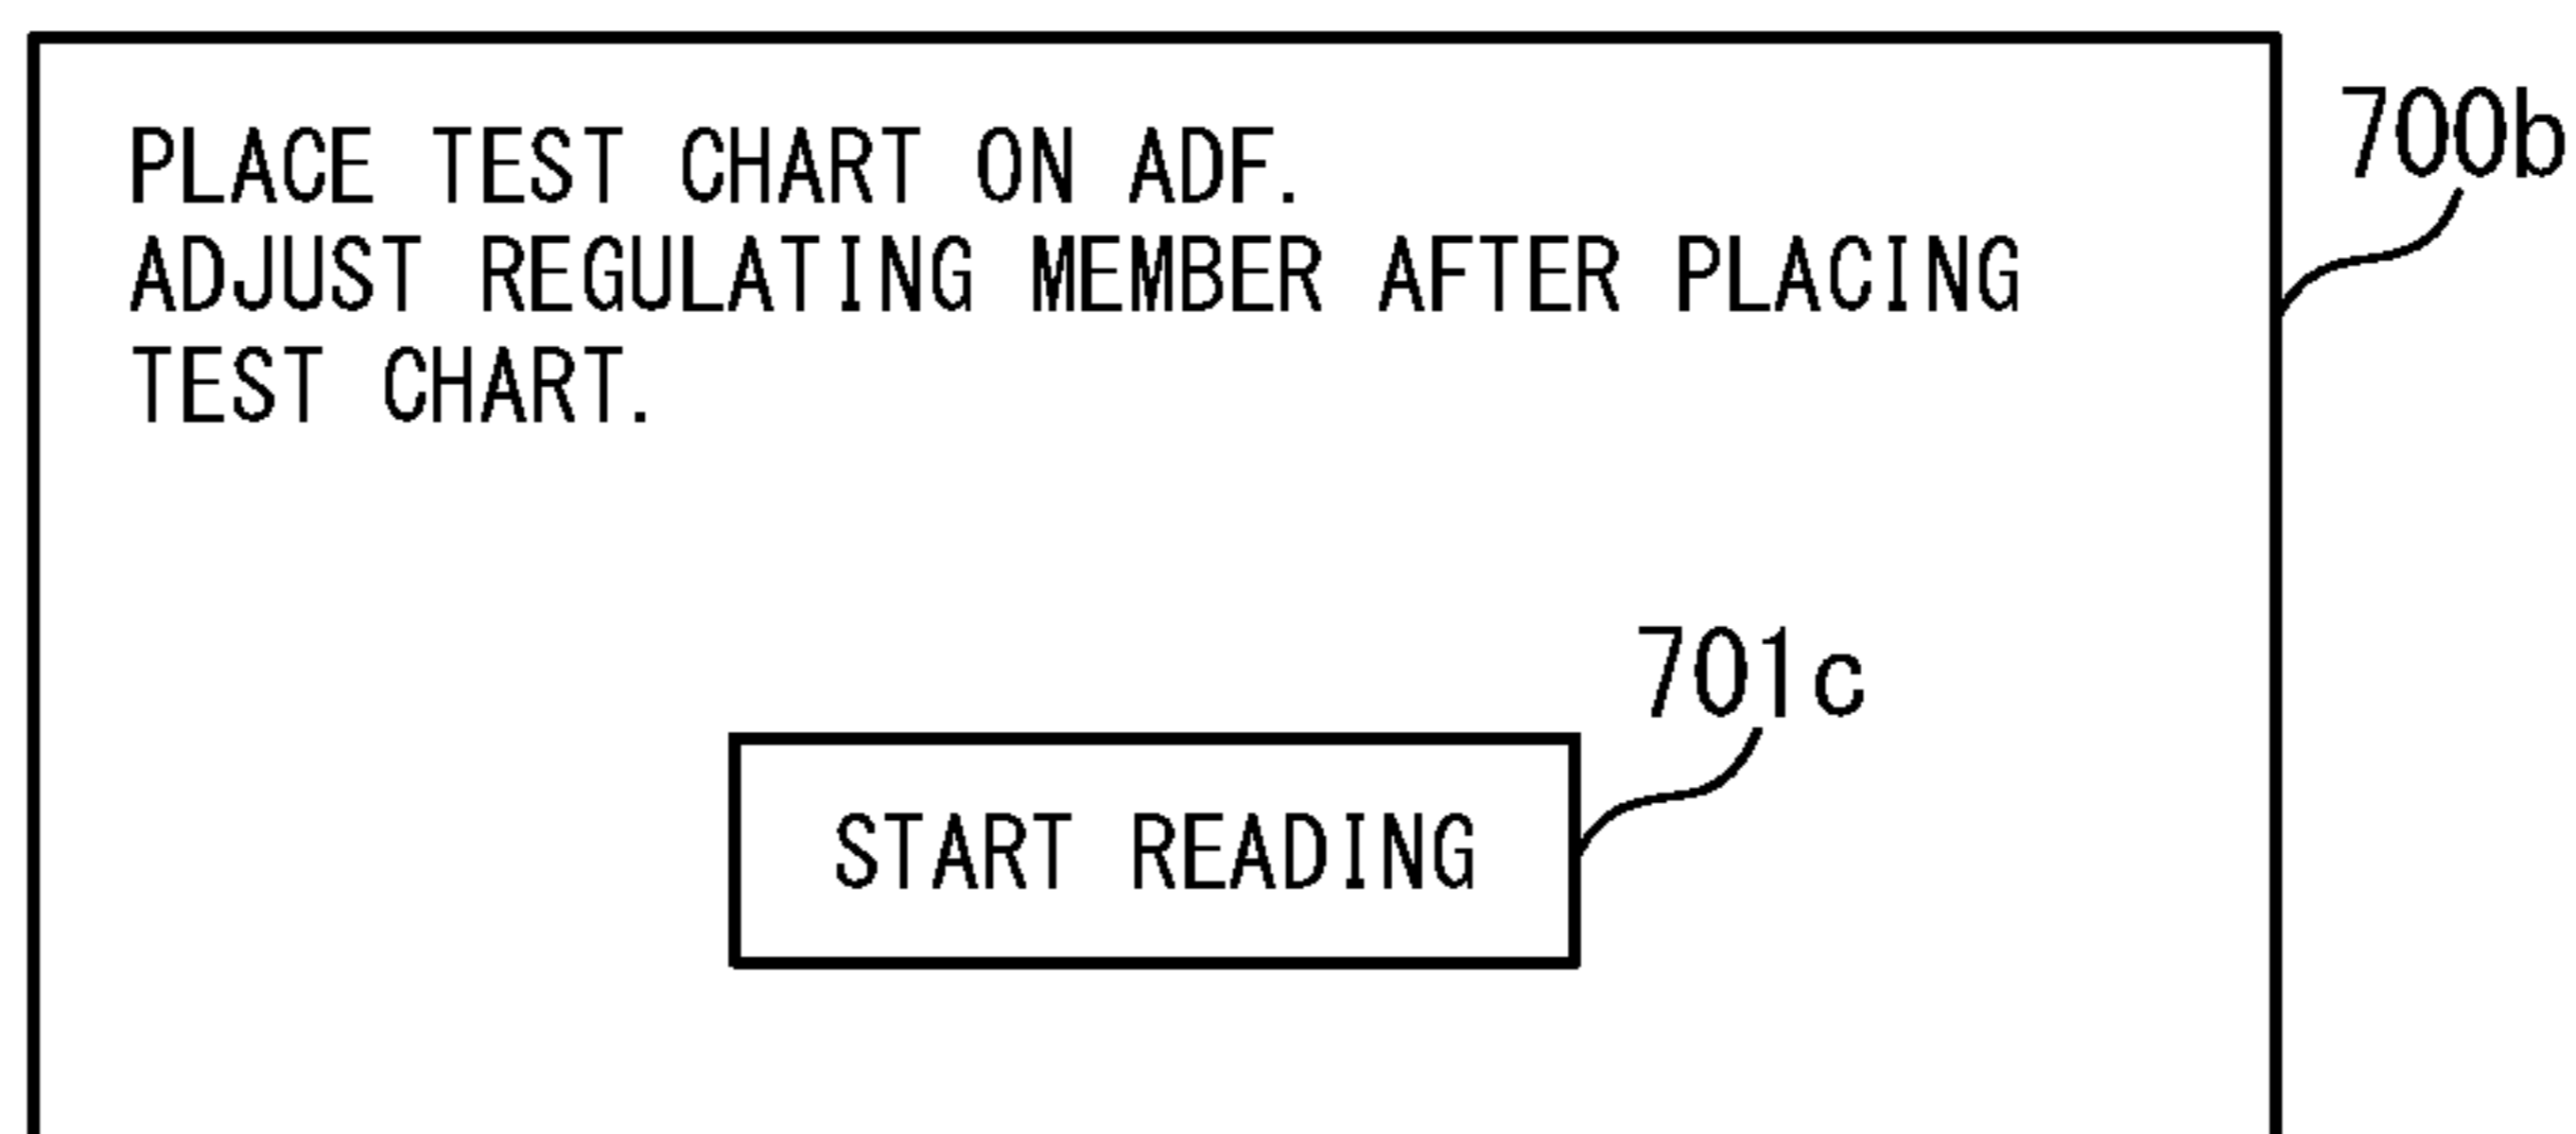 PLACE TEST CHART ON ADF.
ADJUST REGULATING MEMBER AFTER PLACING
TEST CHART.
700b
701c
START READING